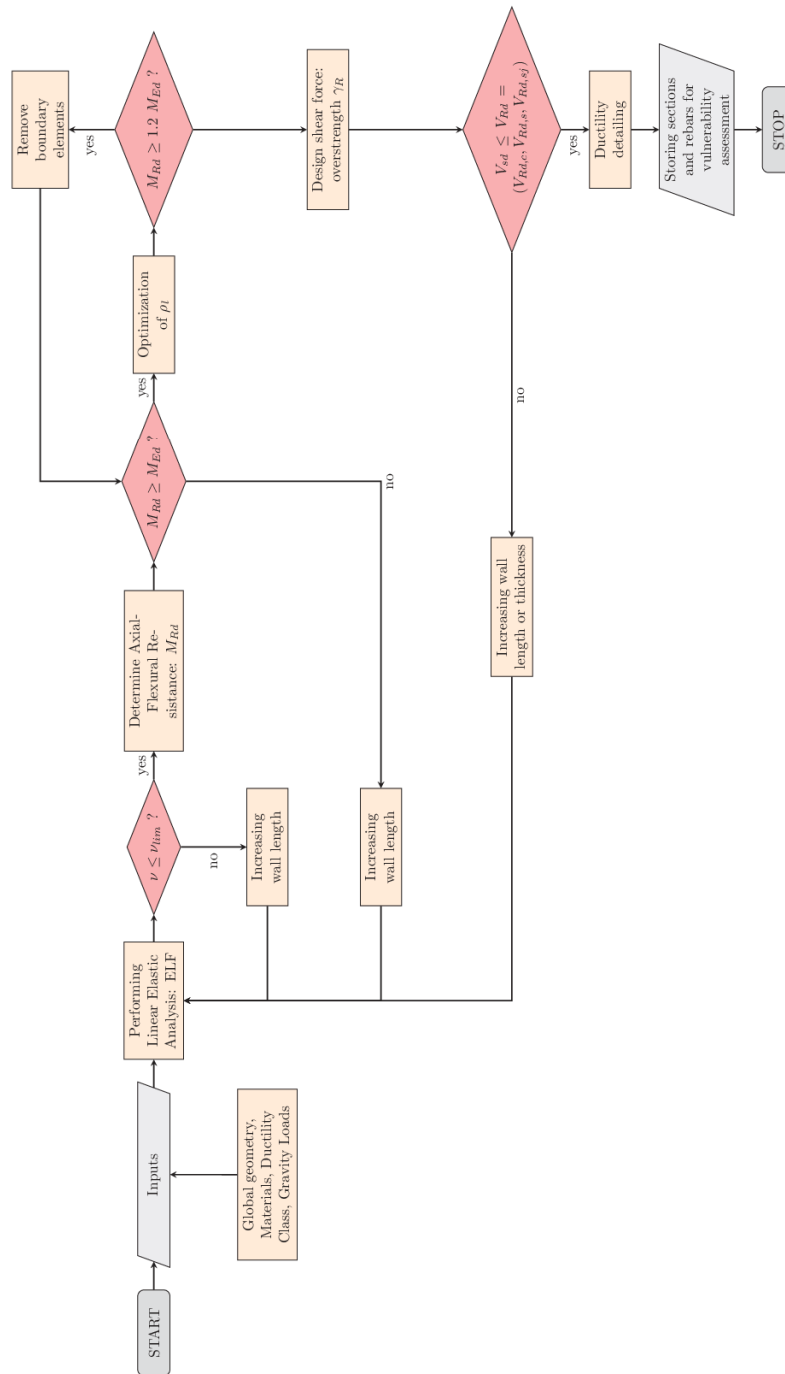 START
Inputs
Global geometry,
Materials, Ductility
Class, Gravity Loads
Performing
Linear Elastic
Analysis: ELF
ν ≤ ν_lim ?
no
Increasing
wall length
yes
Determine Axial-
Flexural Re-
sistance: M_Rd
M_Rd ≥ M_Ed ?
no
Increasing
wall length
yes
Optimization
of ρ_l
M_Rd ≥ 1.2 M_Ed ?
yes
Remove
boundary
elements
Design shear force:
overstrength γ_R
V_sd ≤ V_Rd =
(V_Rd,c, V_Rd,s, V_Rd,sj)
no
Increasing wall
length or thickness
yes
Ductility
detailing
Storing sections
and rebars for
vulnerability
assessment
STOP